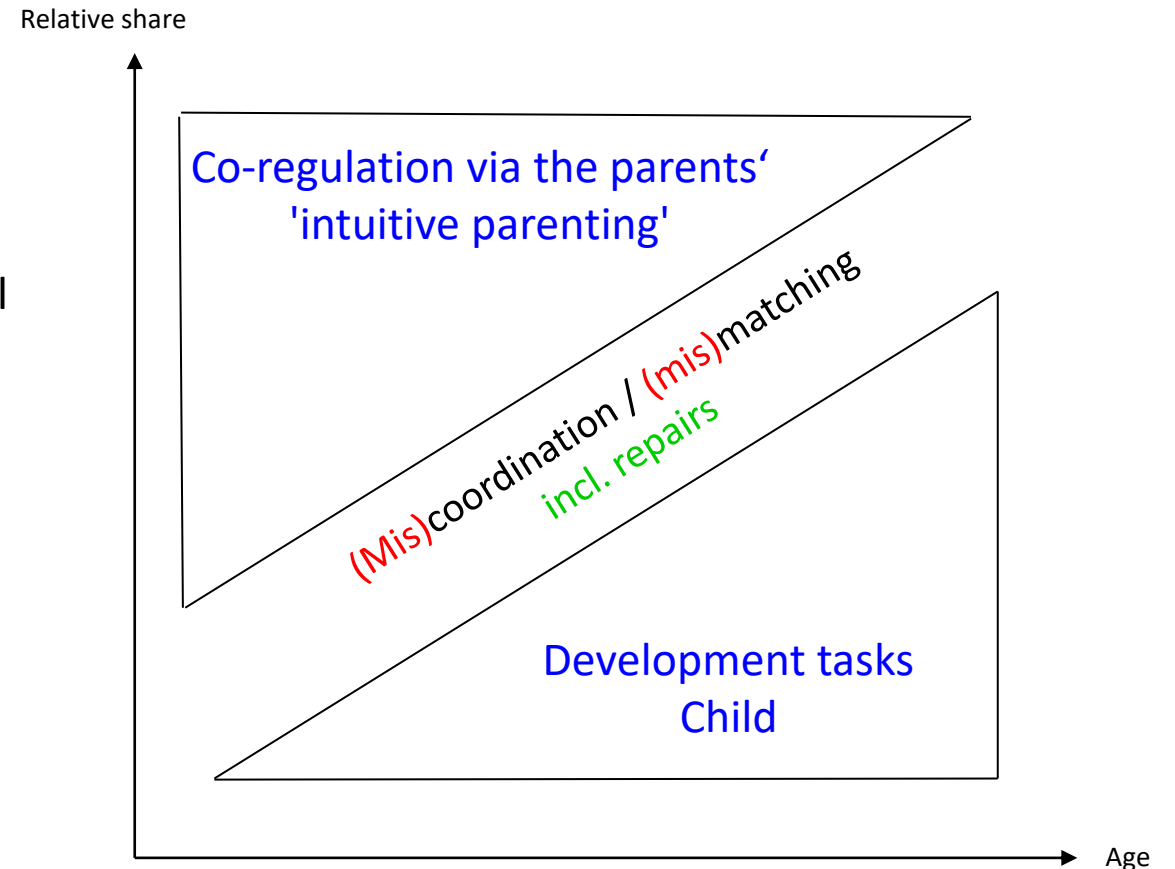 Relative share
Co-regulation via the parents‘
'intuitive parenting'
l
(Mis)coordination / (mis)matching
incl. repairs
Development tasks
Child
Age